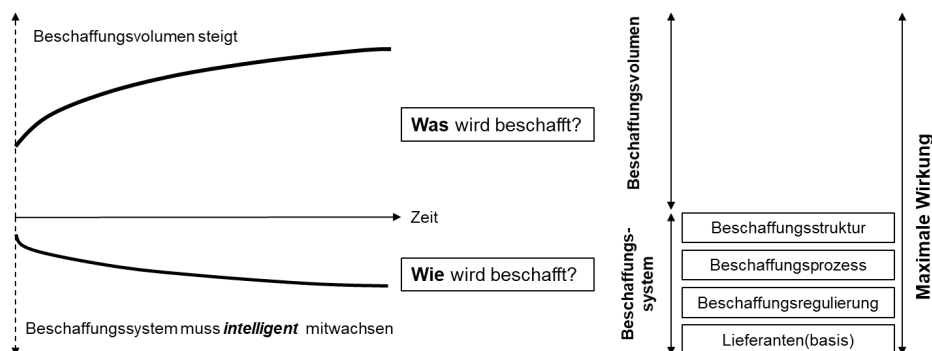 Beschaffungsvolumen steigt
Was wird beschafft?
Zeit
Wie wird beschafft?
Beschaffungssystem muss intelligent mitwachsen
Beschaffungsvolumen
Beschaffungs-
system
Beschaffungsstruktur
Beschaffungsprozess
Beschaffungsregulierung
Lieferanten(basis)
Maximale Wirkung